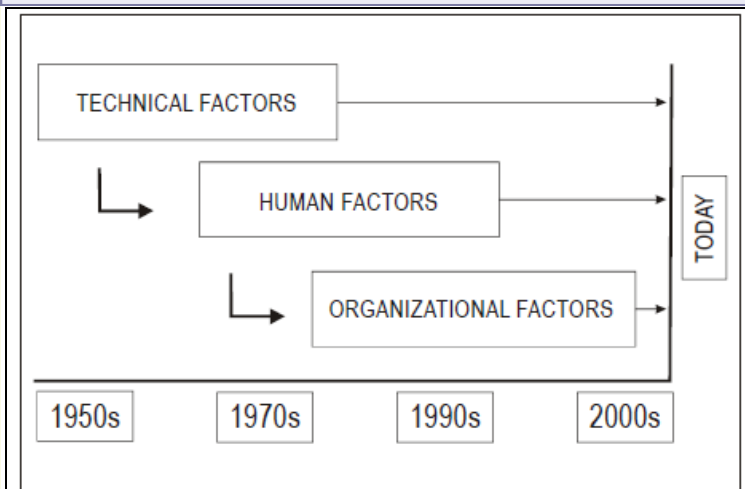 TECHNICAL FACTORS
HUMAN FACTORS
TODAY
ORGANIZATIONAL FACTORS
1950s
1970s
1990s
2000s